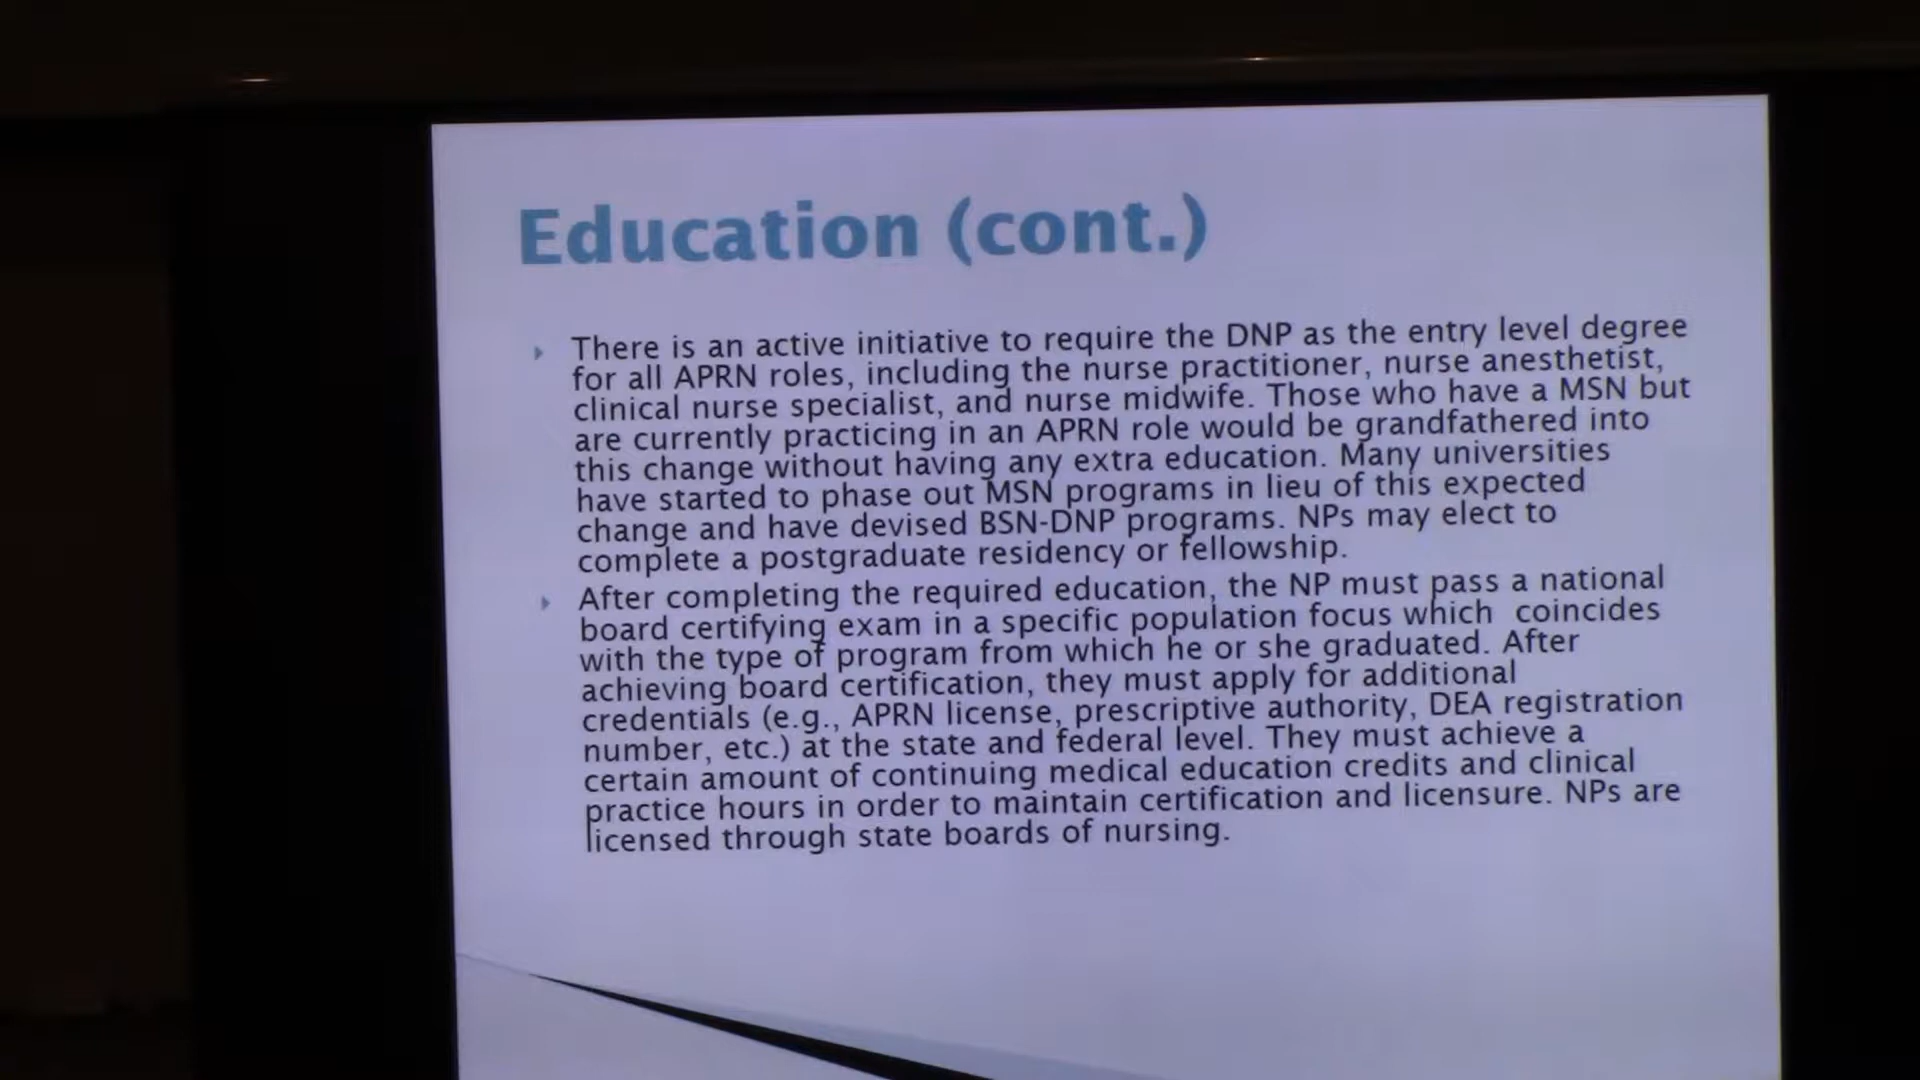 Education (cont.)
There is an active initiative to require the DNP as the entry level degree
for all APRN roles, including the nurse practitioner, nurse anesthetist,
clinical nurse specialist, and nurse midwife. Those who have a MSN but
are currently practicing in an APRN role would be grandfathered into
this change without having any extra education. Many universities
have started to phase out MSN programs in lieu of this expected
change and have devised BSN-DNP programs. NPs may elect to
complete a postgraduate residency or fellowship.
After completing the required education, the NP must pass a national
board certifying exam in a specific population focus which coincides
with the type of program from which he or she graduated. After
achieving board certification, they must apply for additional
credentials (e.g., APRN license, prescriptive authority, DEA registration
number, etc.) at the state and federal level. They must achieve a
certain amount of continuing medical education credits and clinical
practice hours in order to maintain certification and licensure. NPs are
licensed through state boards of nursing.